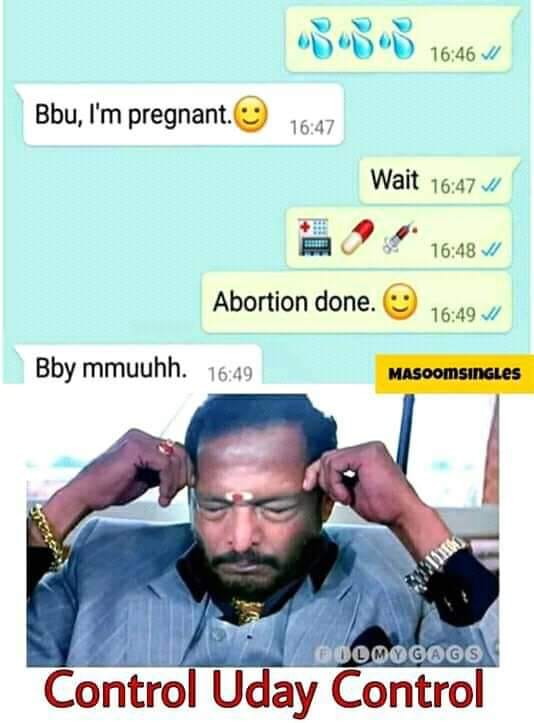 16:46
Bbu, I'm pregnant.🙂 16:47
Wait 16:47
16:48
Abortion done. 🙂 16:49
Bby mmuuhh. 16:49
MASOOMSINGLES
FILMYGAGS
Control Uday Control